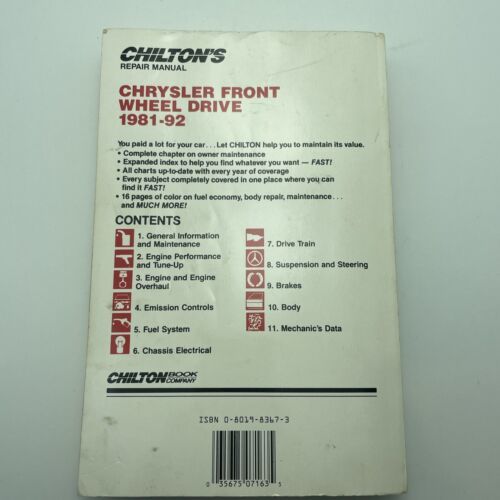 CHILTON'S
REPAIR MANUAL
CHRYSLER FRONT
WHEEL DRIVE
1981-92
You paid a lot for your car... Let CHILTON help you to maintain its value.
• Complete chapter on owner maintenance
• Expanded index to help you find whatever you want — FAST!
• All charts up-to-date with every year of coverage
• Every subject completely covered in one place where you can
find it FAST!
• 16 pages of color on fuel economy, body repair, maintenance...
and MUCH MORE!
CONTENTS
1. General Information
and Maintenance
2. Engine Performance
and Tune-Up
3. Engine and Engine
Overhaul
4. Emission Controls
5. Fuel System
6. Chassis Electrical
7. Drive Train
8. Suspension and Steering
9. Brakes
10. Body
11. Mechanic's Data
CHILTON BOOK
COMPANY
ISBN 0-8019-8367-3
0 35675 07163 5